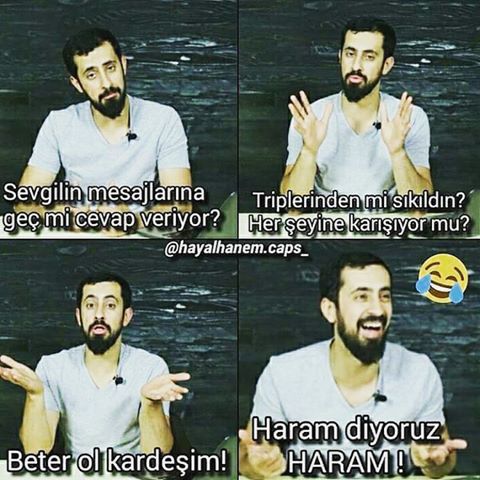 Sevgilin mesajlarına
geç mi cevap veriyor?
Triplerinden mi sıkıldın?
Her şeyine karışıyor mu?
@hayalhanem.caps_
Beter ol kardeşim!
Haram diyoruz
HARAM !